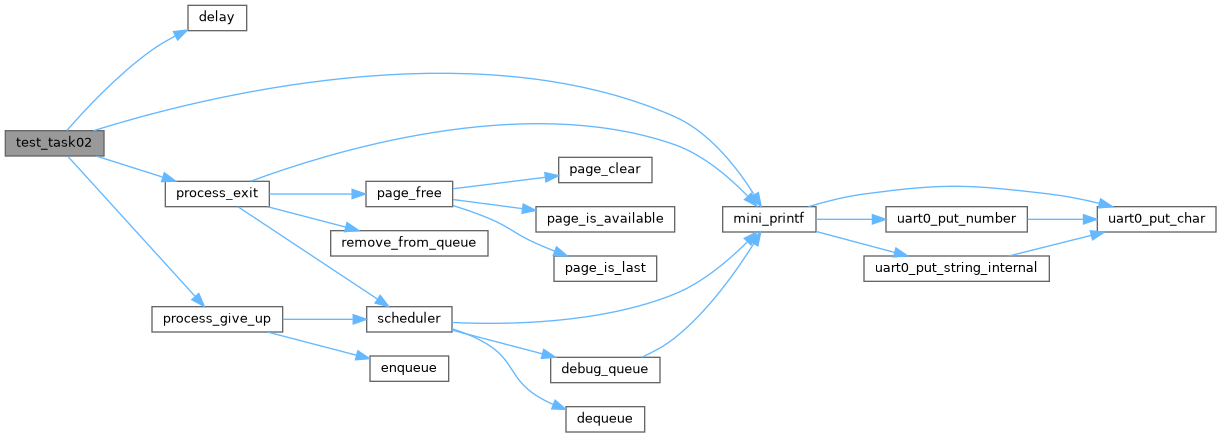 delay
test_task02
process_exit
page_free
page_clear
page_is_available
page_is_last
remove_from_queue
mini_printf
uart0_put_number
uart0_put_char
uart0_put_string_internal
process_give_up
scheduler
enqueue
debug_queue
dequeue